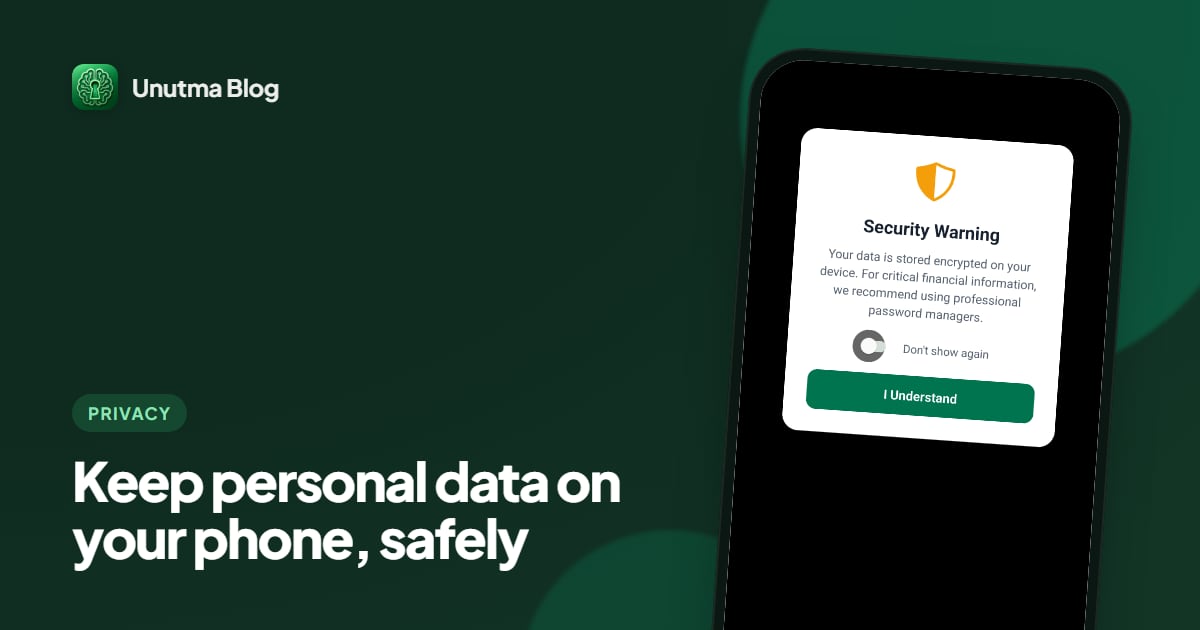 Unutma Blog
PRIVACY
Keep personal data on
your phone, safely
Security Warning
Your data is stored encrypted on your
device. For critical financial information,
we recommend using professional
password managers.
Don't show again
I Understand